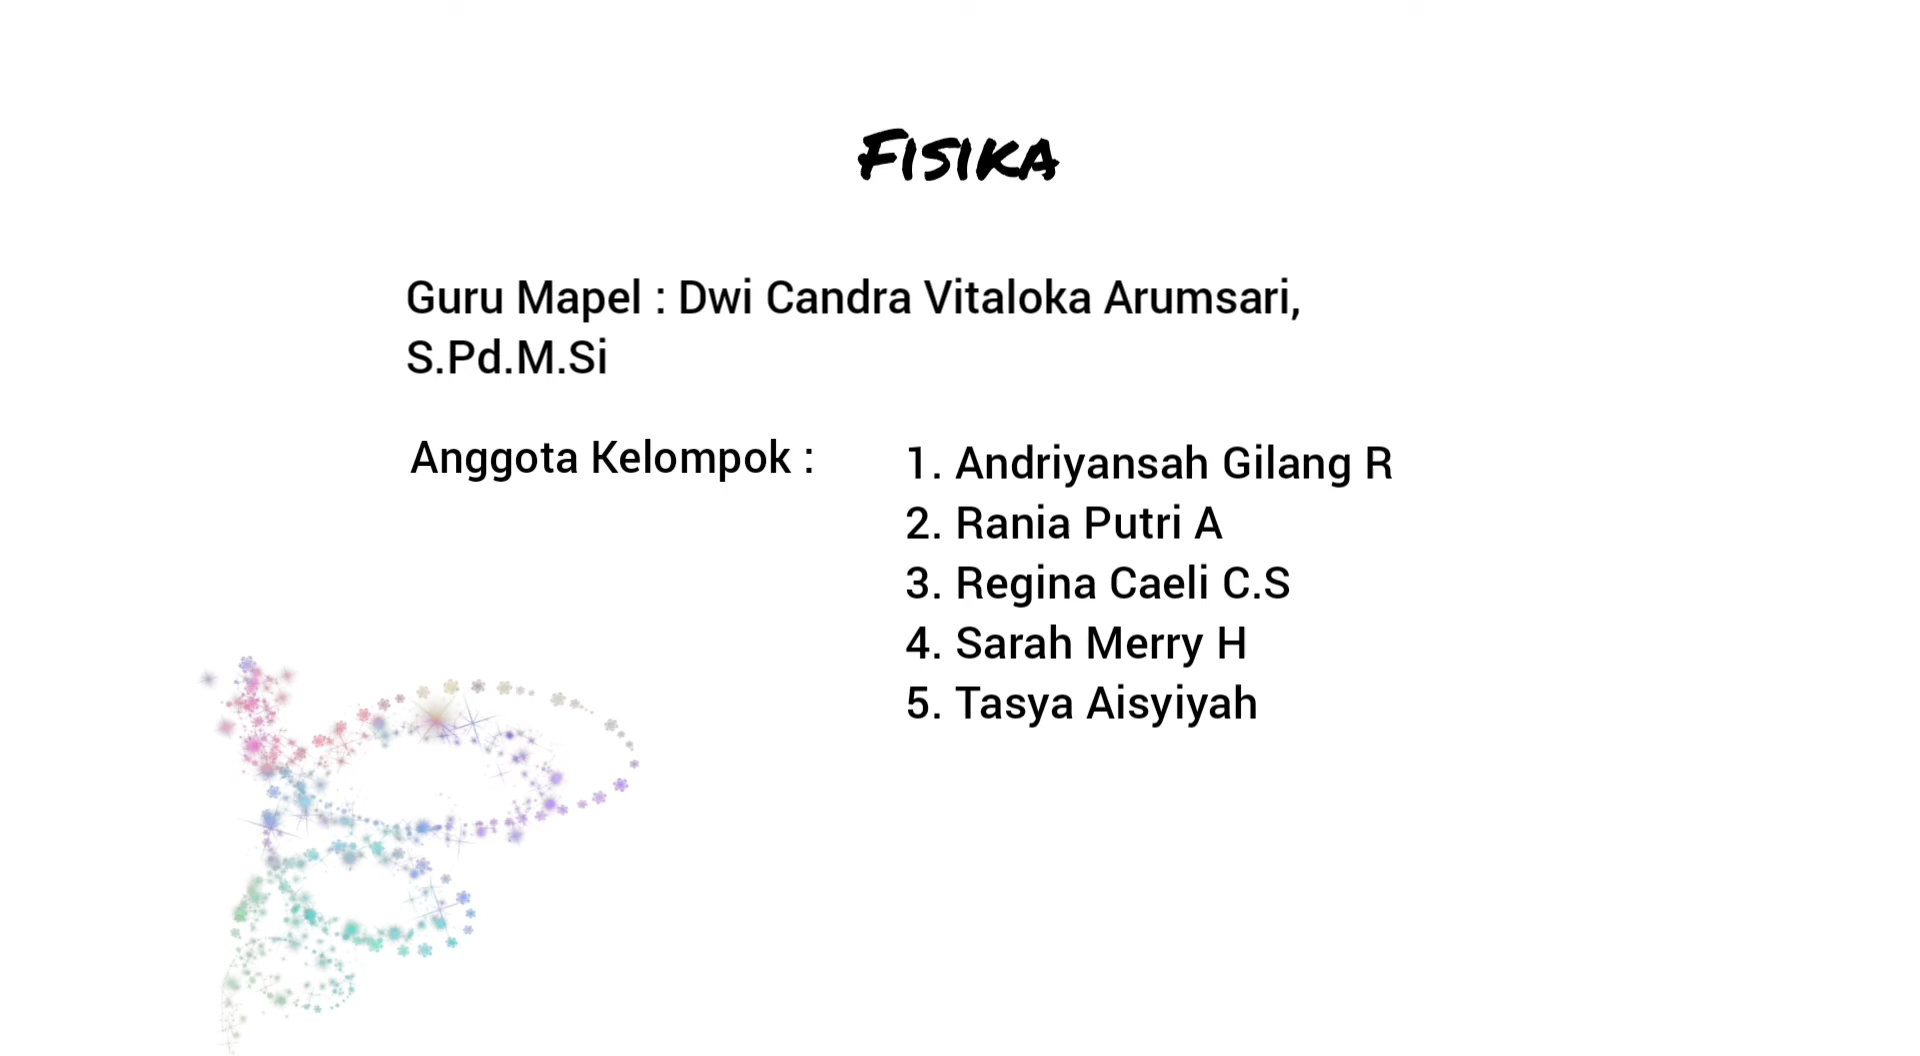 Fisika
Guru Mapel : Dwi Candra Vitaloka Arumsari,
S.Pd.M.Si
Anggota Kelompok :
1. Andriyansah Gilang R
2. Rania Putri A
3. Regina Caeli C.S
4. Sarah Merry H
5. Tasya Aisyiyah